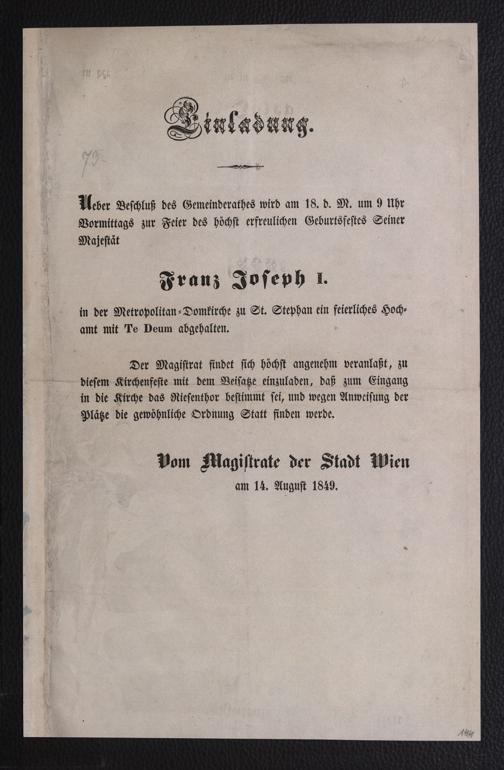 Einladung.
73.
Ueber Beschluß des Gemeinderathes wird am 18. d. M. um 9 Uhr
Vormittags zur Feier des höchst erfreulichen Geburtsfestes Seiner
Majestät
Franz Joseph I.
in der Metropolitan-Domkirche zu St. Stephan ein feierliches Hoch-
amt mit Te Deum abgehalten.
Der Magistrat findet sich höchst angenehm veranlaßt, zu
diesem Kirchenfeste mit dem Beisatze einzuladen, daß zum Eingang
in die Kirche das Riesenthor bestimmt sei, und wegen Anweisung der
Plätze die gewöhnliche Ordnung Statt finden werde.
Vom Magistrate der Stadt Wien
am 14. August 1849.